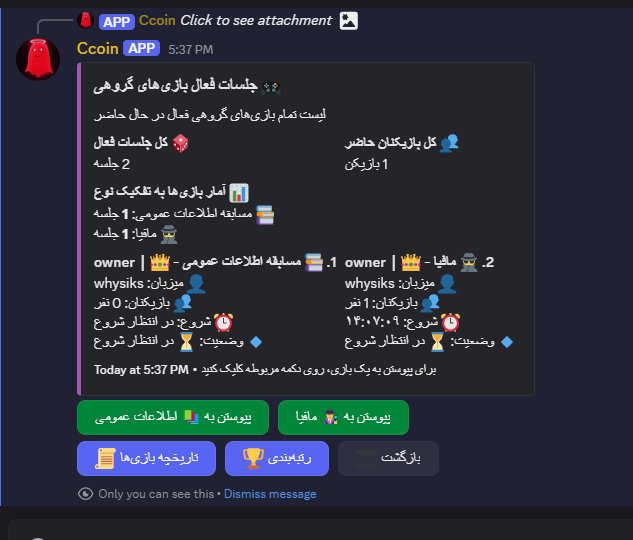 APP Ccoin Click to see attachment
Ccoin APP 5:37 PM
جلسات فعال بازی‌های گروهی
لیست تمام بازی‌های گروهی فعال در حال حاضر
کل جلسات فعال
2 جلسه
کل بازیکنان حاضر
1 بازیکن
آمار بازی‌ها به تفکیک نوع
مسابقه اطلاعات عمومی: 1 جلسه
مافیا: 1 جلسه
1. مسابقه اطلاعات عمومی - owner |
میزبان: whysiks
بازیکنان: 0 نفر
شروع: در انتظار شروع
وضعیت: در انتظار شروع
2. مافیا - owner |
میزبان: whysiks
بازیکنان: 1 نفر
شروع: ۱۴:۰۷:۰۹
وضعیت: در انتظار شروع
برای پیوستن به یک بازی، روی دکمه مربوطه کلیک کنید • Today at 5:37 PM
پیوستن به اطلاعات عمومی
پیوستن به مافیا
تاریخچه بازی‌ها
رتبه‌بندی
بازگشت
Only you can see this • Dismiss message